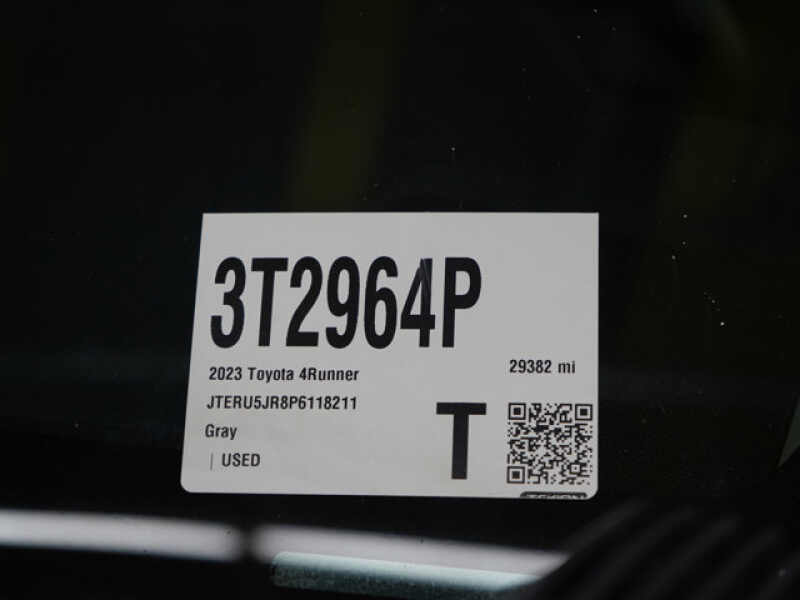 3T2964P
2023 Toyota 4Runner
29382 mi
JTERU5JR8P6118211
Gray
T
| USED